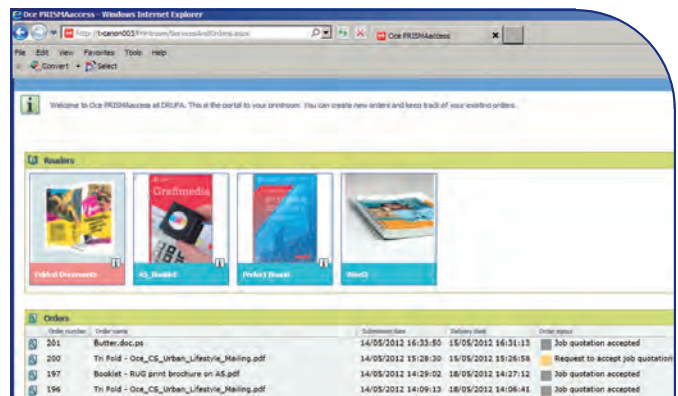 Oce PRISMAaccess - Windows Internet Explorer
Oce PRISMAaccess
File Edit View Favorites Tools Help
Convert Select
Welcome to Oce PRISMAaccess at DRUPA. This is the portal to your printroom. You can create new orders and keep track of your existing orders.
Readers
Grafimedia
Folded Documents
A5_Booklet
Perfect Bound
WireO
Orders
Order number Order name Submission date Delivery date Order status
201 Butter.doc.ps 14/05/2012 16:33:50 15/05/2012 16:31:13 Job quotation accepted
200 Tri Fold - Oce_CS_Urban_Lifestyle_Mailing.pdf 14/05/2012 15:28:30 15/05/2012 15:26:58 Request to accept job quotation
197 Booklet - RUG print brochure on A5.pdf 14/05/2012 14:29:02 18/05/2012 14:27:12 Job quotation accepted
196 Tri Fold - Oce_CS_Urban_Lifestyle_Mailing.pdf 14/05/2012 14:09:13 18/05/2012 14:06:41 Job quotation accepted